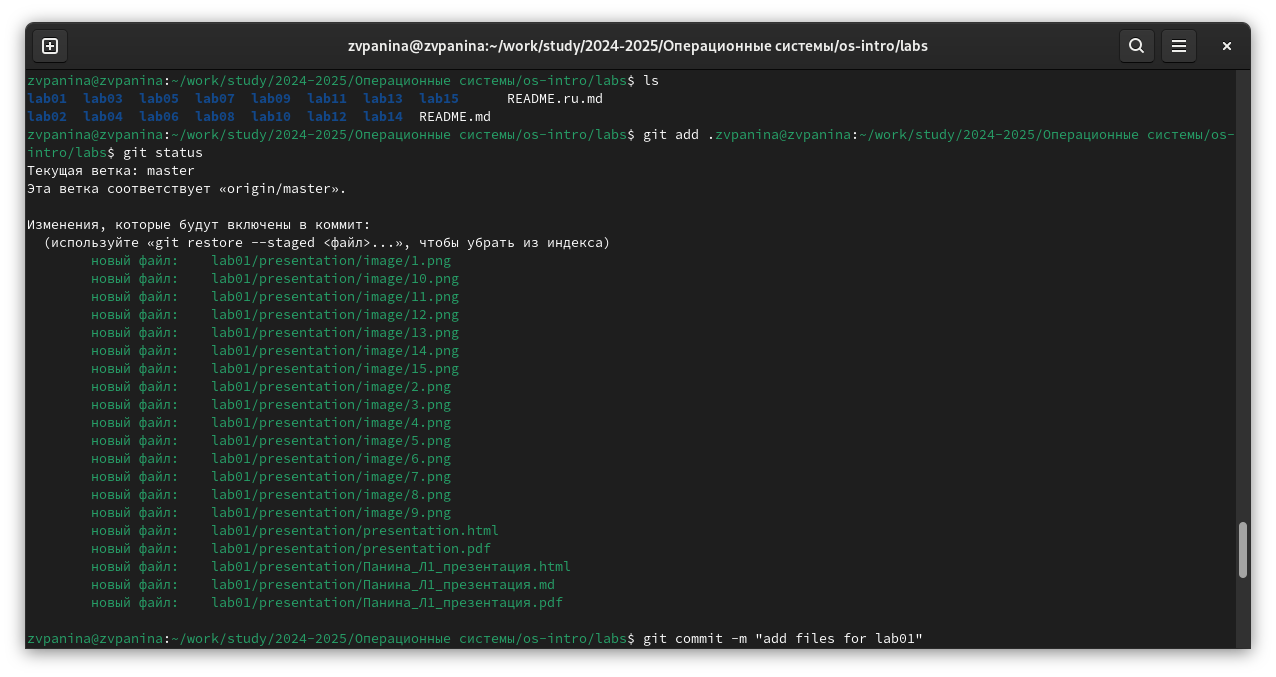 zvpanina@zvpanina:~/work/study/2024-2025/Операционные системы/os-intro/labs
zvpanina@zvpanina:~/work/study/2024-2025/Операционные системы/os-intro/labs$ ls
lab01  lab03  lab05  lab07  lab09  lab11  lab13  lab15      README.ru.md
lab02  lab04  lab06  lab08  lab10  lab12  lab14  README.md
zvpanina@zvpanina:~/work/study/2024-2025/Операционные системы/os-intro/labs$ git add .zvpanina@zvpanina:~/work/study/2024-2025/Операционные системы/os-
intro/labs$ git status
Текущая ветка: master
Эта ветка соответствует «origin/master».
Изменения, которые будут включены в коммит:
  (используйте «git restore --staged <файл>...», чтобы убрать из индекса)
        новый файл:    lab01/presentation/image/1.png
        новый файл:    lab01/presentation/image/10.png
        новый файл:    lab01/presentation/image/11.png
        новый файл:    lab01/presentation/image/12.png
        новый файл:    lab01/presentation/image/13.png
        новый файл:    lab01/presentation/image/14.png
        новый файл:    lab01/presentation/image/15.png
        новый файл:    lab01/presentation/image/2.png
        новый файл:    lab01/presentation/image/3.png
        новый файл:    lab01/presentation/image/4.png
        новый файл:    lab01/presentation/image/5.png
        новый файл:    lab01/presentation/image/6.png
        новый файл:    lab01/presentation/image/7.png
        новый файл:    lab01/presentation/image/8.png
        новый файл:    lab01/presentation/image/9.png
        новый файл:    lab01/presentation/presentation.html
        новый файл:    lab01/presentation/presentation.pdf
        новый файл:    lab01/presentation/Панина_Л1_презентация.html
        новый файл:    lab01/presentation/Панина_Л1_презентация.md
        новый файл:    lab01/presentation/Панина_Л1_презентация.pdf
zvpanina@zvpanina:~/work/study/2024-2025/Операционные системы/os-intro/labs$ git commit -m "add files for lab01"